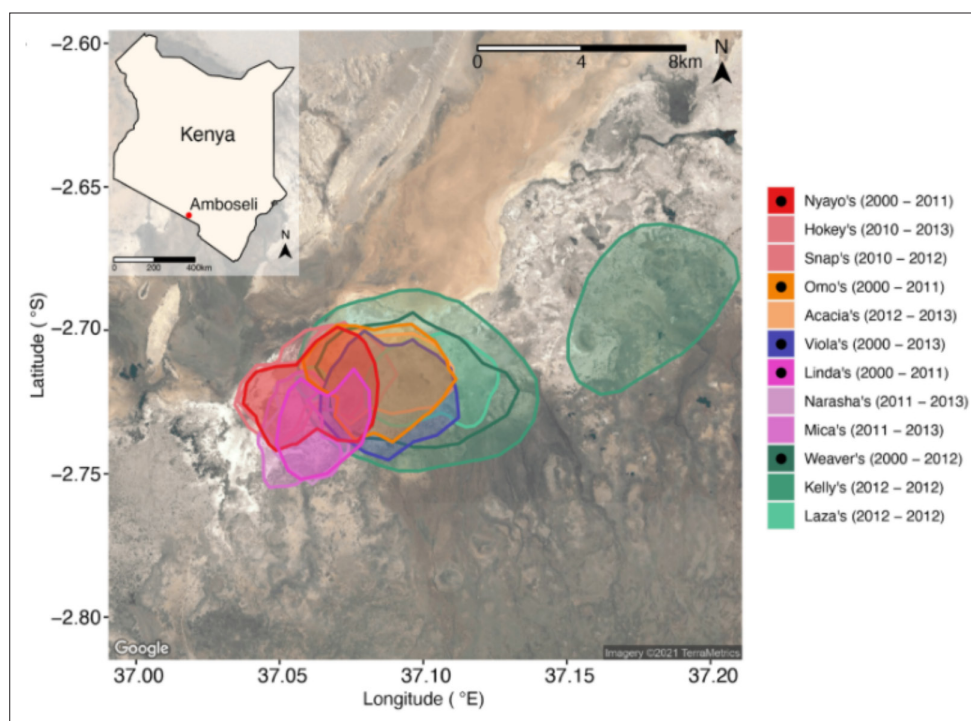 −2.60
−2.65
−2.70
−2.75
−2.80
Latitude ( °S)
37.00
37.05
37.10
37.15
37.20
Longitude ( °E)
Kenya
Amboseli
N
0
200
400km
0
4
8km
N
Google
Imagery ©2021 TerraMetrics
Nyayo's (2000 − 2011)
Hokey's (2010 − 2013)
Snap's (2010 − 2012)
Omo's (2000 − 2011)
Acacia's (2012 − 2013)
Viola's (2000 − 2013)
Linda's (2000 − 2011)
Narasha's (2011 − 2013)
Mica's (2011 − 2013)
Weaver's (2000 − 2012)
Kelly's (2012 − 2012)
Laza's (2012 − 2012)